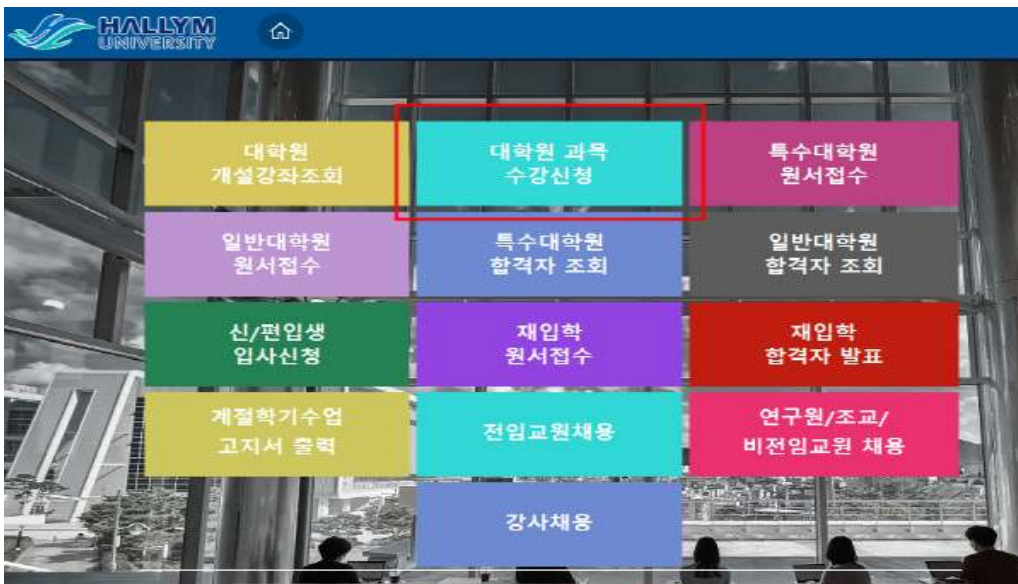 HALLYM
UNIVERSITY
대학원
개설강좌조회
대학원 과목
수강신청
특수대학원
원서접수
일반대학원
원서접수
특수대학원
합격자 조회
일반대학원
합격자 조회
신/편입생
입사신청
재입학
원서접수
재입학
합격자 발표
계절학기수업
고지서 출력
전임교원채용
연구원/조교/
비전임교원 채용
강사채용